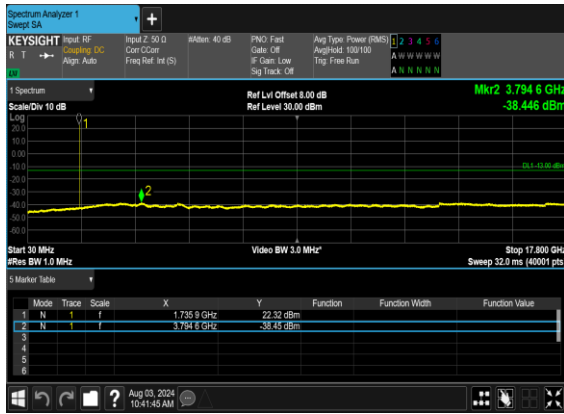 Spectrum Analyzer 1
Swept SA
KEYSIGHT Input: RF Input Z: 50 Ω #Atten: 40 dB PNO: Fast Avg Type: Power (RMS) 1 2 3 4 5 6
R T Coupling: DC Corr CCorr Gate: Off Avg|Hold: 100/100 A W W W W W
Align: Auto Freq Ref: Int (S) IF Gain: Low Trig: Free Run
LXI Sig Track: Off A N N N N N
1 Spectrum Ref Lvl Offset 8.00 dB Mkr2 3.794 6 GHz
Scale/Div 10 dB Ref Level 30.00 dBm -38.446 dBm
Log
1
20.0
10.0
0.00
-10.0
DL1 -13.00 dBm
-20.0
-30.0
2
-40.0
-50.0
-60.0
Start 30 MHz Video BW 3.0 MHz* Stop 17.800 GHz
#Res BW 1.0 MHz Sweep 32.0 ms (40001 pts)
5 Marker Table
Mode Trace Scale X Y Function Function Width Function Value
1 N 1 f 1.735 9 GHz 22.32 dBm
2 N 1 f 3.794 6 GHz -38.45 dBm
3
4
5
6
? Aug 03, 2024
10:41:45 AM